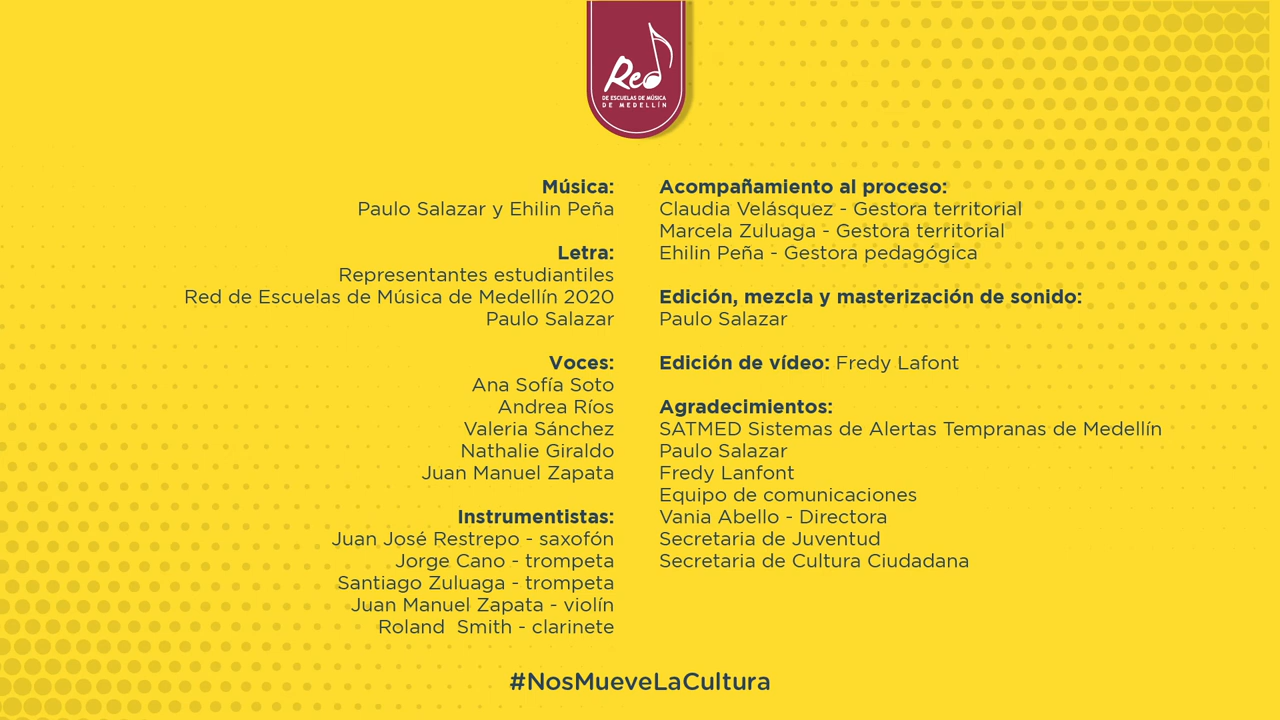 Red
DE ESCUELAS DE MÚSICA
DE MEDELLÍN
Música:
Paulo Salazar y Ehilin Peña
Letra:
Representantes estudiantiles
Red de Escuelas de Música de Medellín 2020
Paulo Salazar
Voces:
Ana Sofía Soto
Andrea Ríos
Valeria Sánchez
Nathalie Giraldo
Juan Manuel Zapata
Instrumentistas:
Juan José Restrepo - saxofón
Jorge Cano - trompeta
Santiago Zuluaga - trompeta
Juan Manuel Zapata - violín
Roland  Smith - clarinete
Acompañamiento al proceso:
Claudia Velásquez - Gestora territorial
Marcela Zuluaga - Gestora territorial
Ehilin Peña - Gestora pedagógica
Edición, mezcla y masterización de sonido:
Paulo Salazar
Edición de vídeo: Fredy Lafont
Agradecimientos:
SATMED Sistemas de Alertas Tempranas de Medellín
Paulo Salazar
Fredy Lanfont
Equipo de comunicaciones
Vania Abello - Directora
Secretaria de Juventud
Secretaria de Cultura Ciudadana
#NosMueveLaCultura